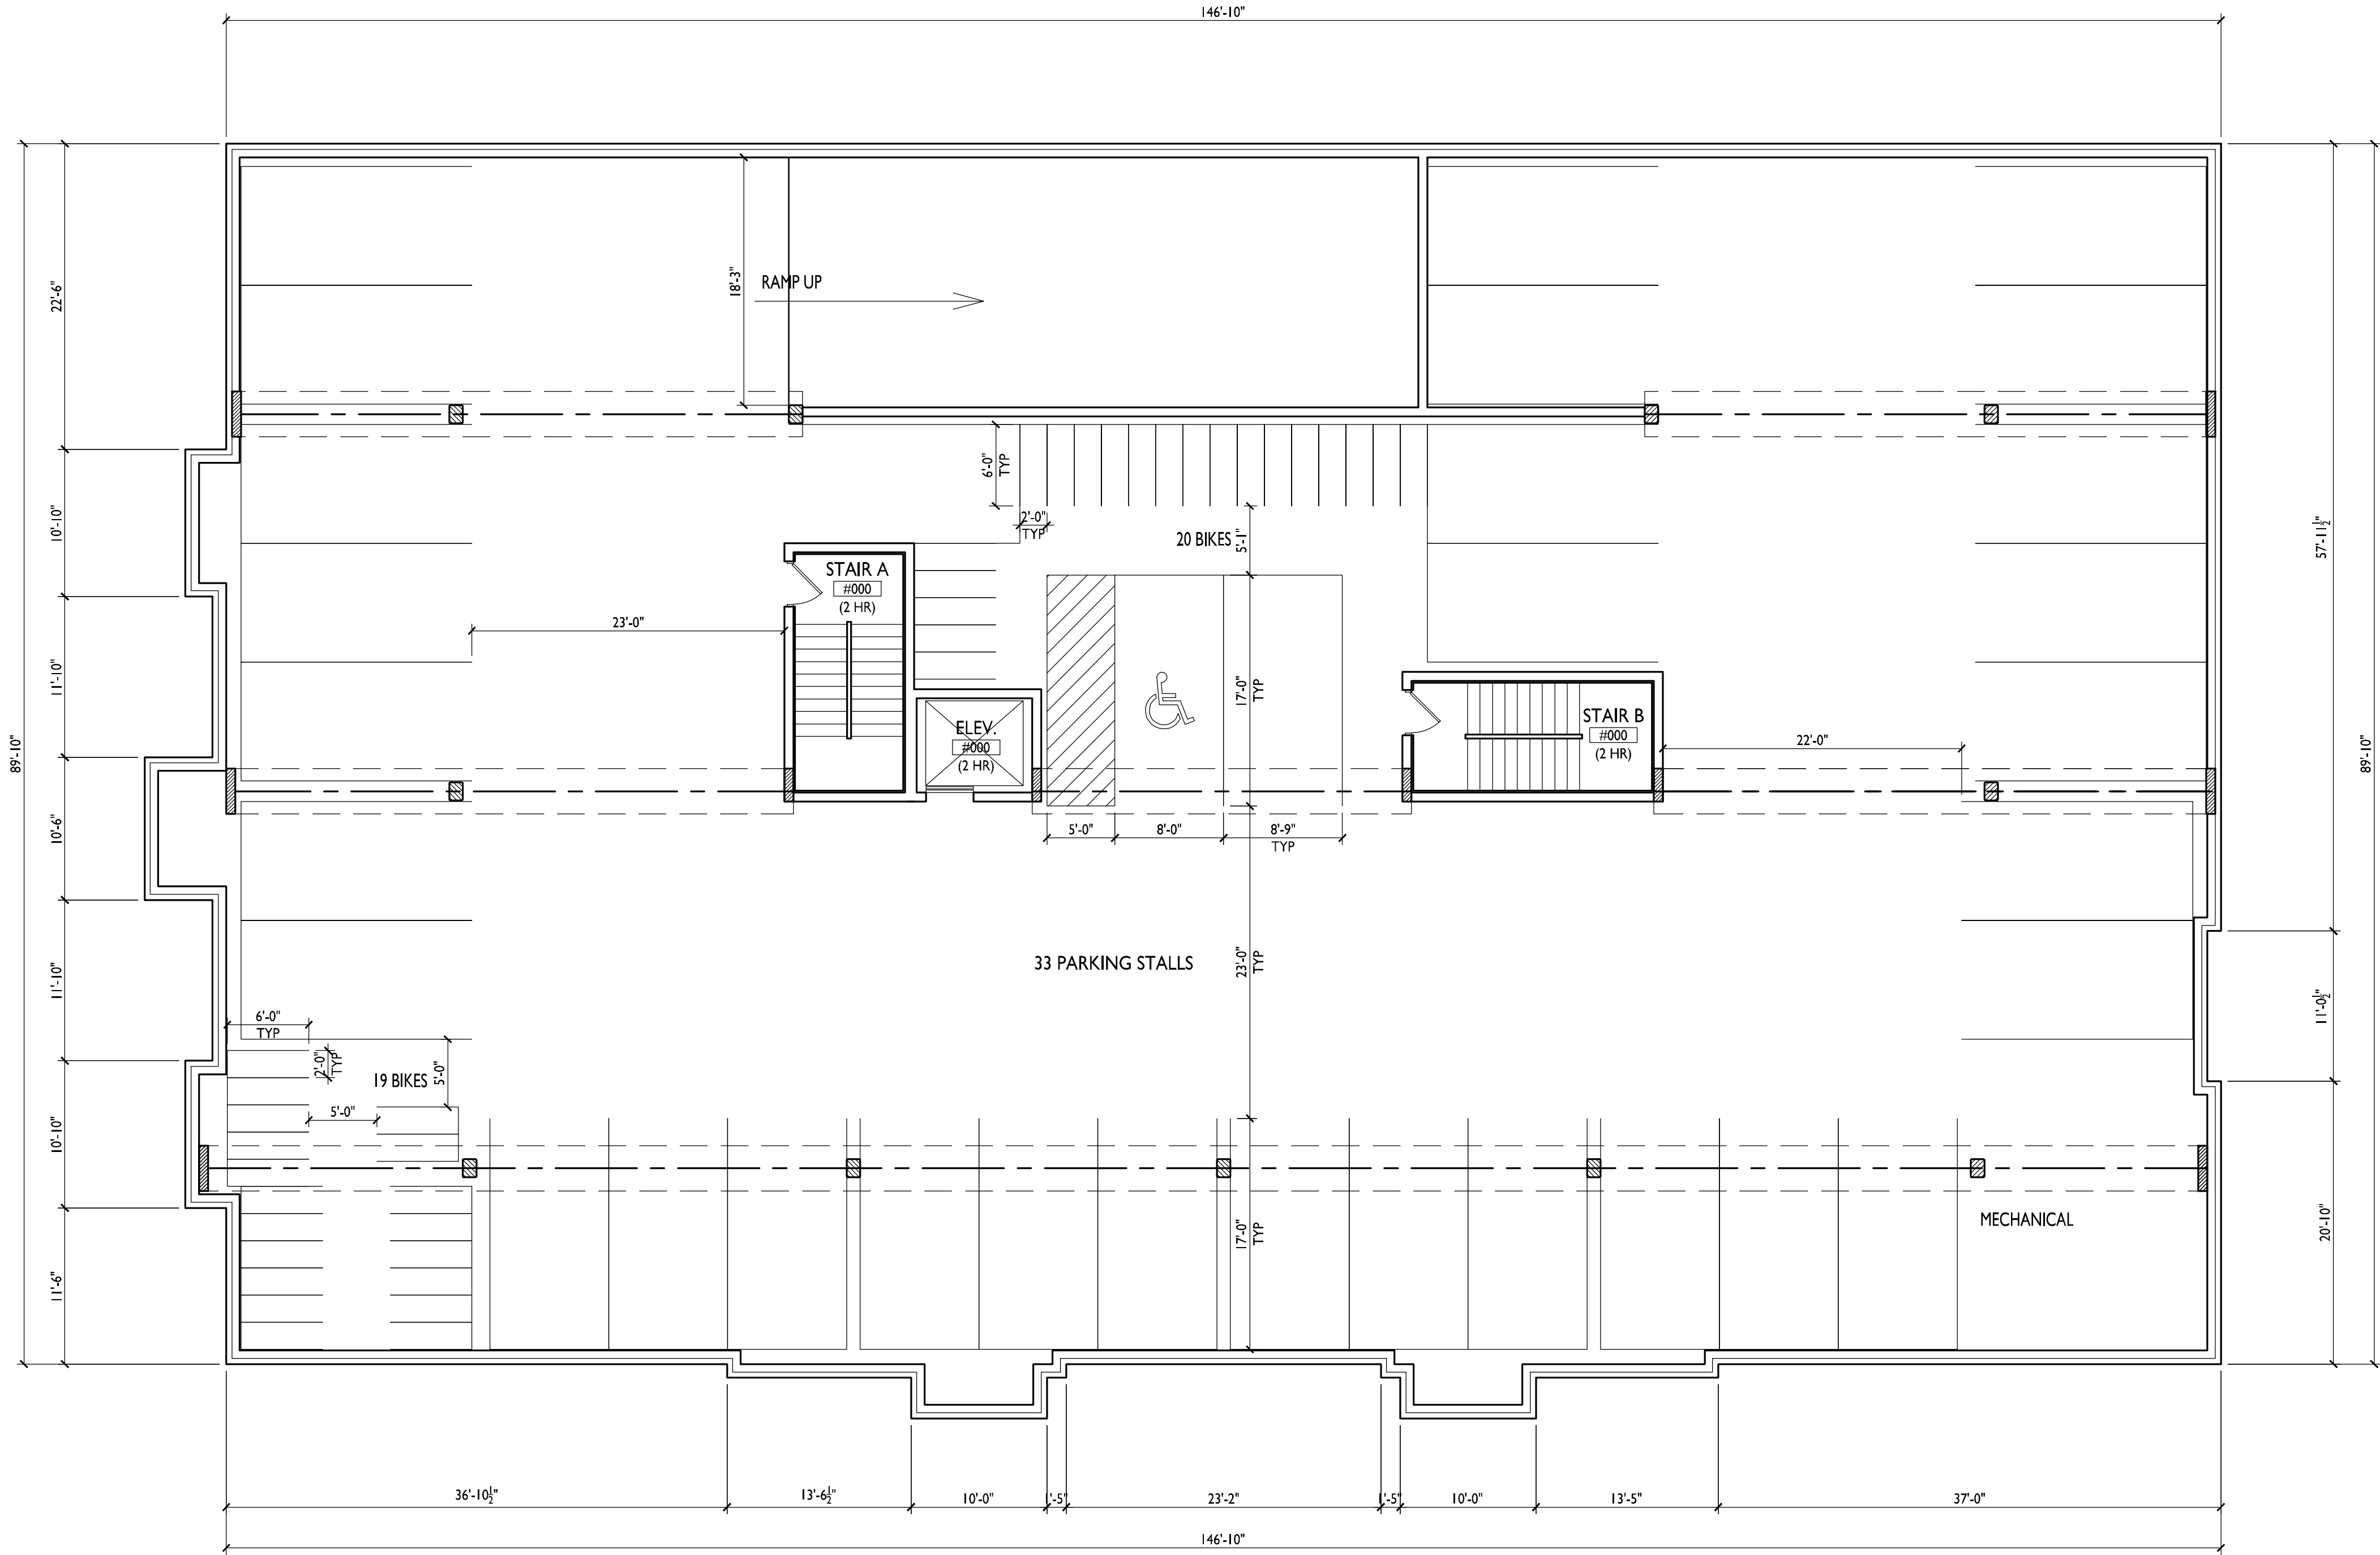 146'-10"
22'-6"
18'-3"
RAMP UP
6'-0"
TYP
2'-0"
TYP
20 BIKES
5'-1"
10'-10"
57'-11½"
STAIR A
#000
(2 HR)
23'-0"
11'-10"
17'-0"
TYP
STAIR B
#000
(2 HR)
ELEV.
#000
(2 HR)
22'-0"
89'-10"
89'-10"
10'-6"
5'-0"
8'-0"
8'-9"
TYP
33 PARKING STALLS
23'-0"
TYP
11'-10"
11'-0½"
6'-0"
TYP
2'-0"
TYP
19 BIKES
5'-0"
5'-0"
10'-10"
17'-0"
TYP
MECHANICAL
20'-10"
11'-6"
36'-10½"
13'-6½"
10'-0"
1'-5"
23'-2"
1'-5"
10'-0"
13'-5"
37'-0"
146'-10"